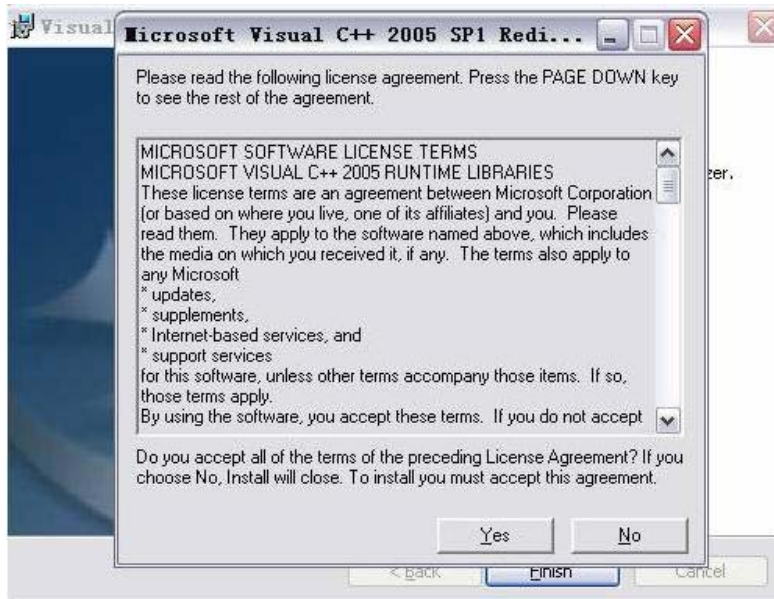 Visual
Microsoft Visual C++ 2005 SP1 Redi...
Please read the following license agreement. Press the PAGE DOWN key
to see the rest of the agreement.
MICROSOFT SOFTWARE LICENSE TERMS
MICROSOFT VISUAL C++ 2005 RUNTIME LIBRARIES
These license terms are an agreement between Microsoft Corporation
(or based on where you live, one of its affiliates) and you. Please
read them. They apply to the software named above, which includes
the media on which you received it, if any. The terms also apply to
any Microsoft
* updates,
* supplements,
* Internet-based services, and
* support services
for this software, unless other terms accompany those items. If so,
those terms apply.
By using the software, you accept these terms. If you do not accept
zer.
Do you accept all of the terms of the preceding License Agreement? If you
choose No, Install will close. To install you must accept this agreement.
Yes No
< Back Finish Cancel